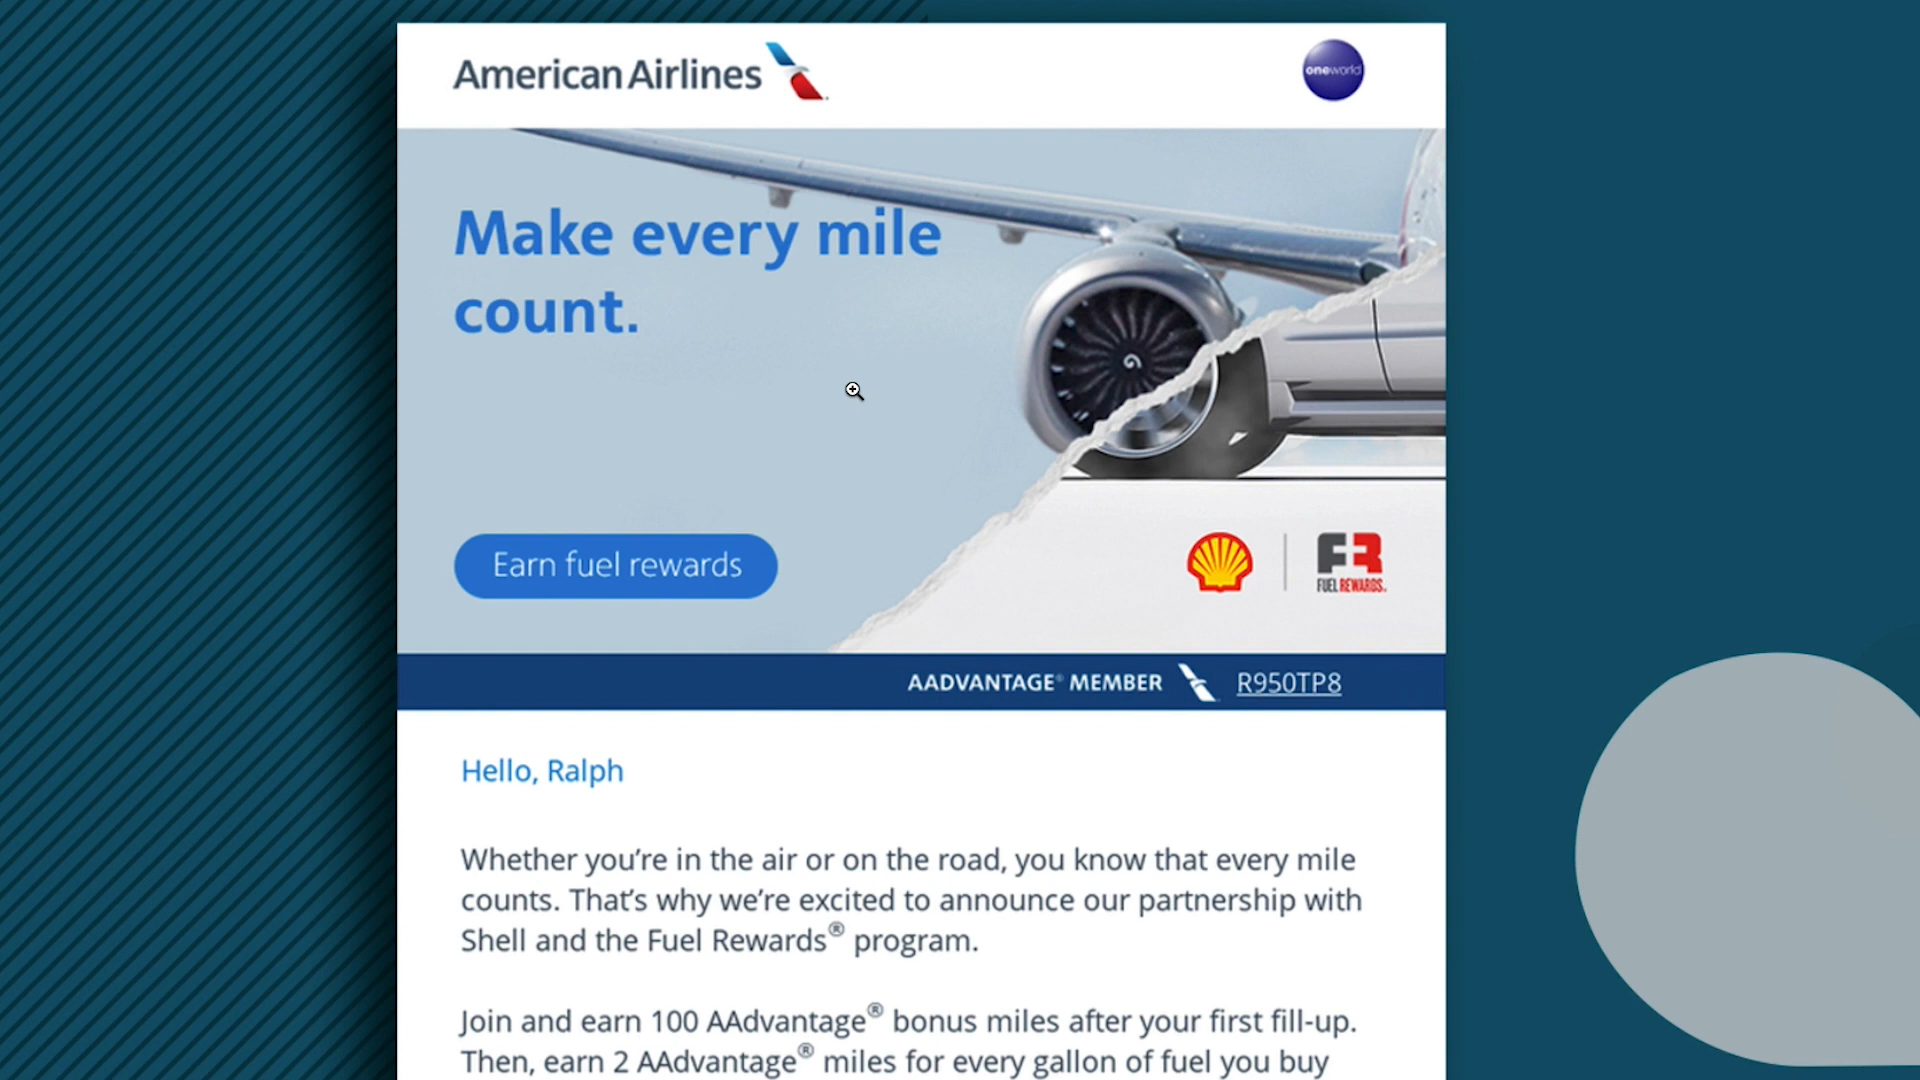 American Airlines
oneworld
Make every mile
count.
Earn fuel rewards
FUEL REWARDS.
AADVANTAGE® MEMBER R950TP8
Hello, Ralph
Whether you’re in the air or on the road, you know that every mile
counts. That’s why we’re excited to announce our partnership with
Shell and the Fuel Rewards® program.
Join and earn 100 AAdvantage® bonus miles after your first fill-up.
Then, earn 2 AAdvantage® miles for every gallon of fuel you buy